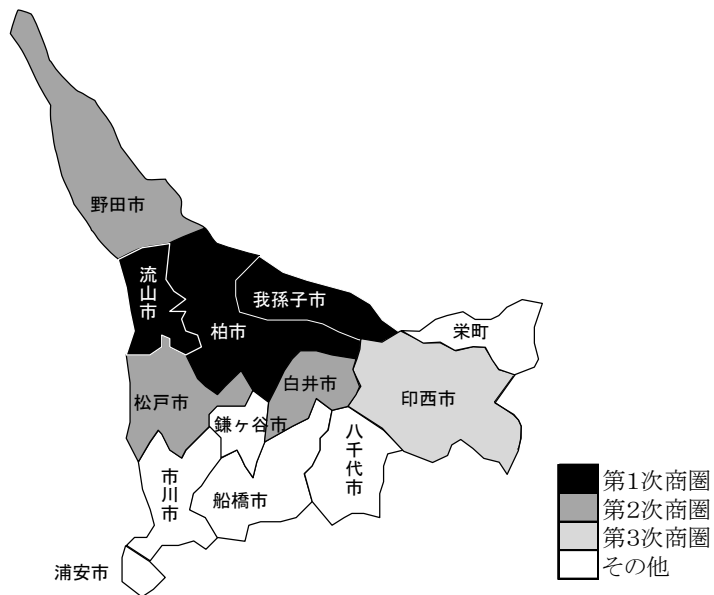 野田市
流山市
我孫子市
柏市
栄町
松戸市
白井市
印西市
鎌ヶ谷市
八千代市
市川市
船橋市
浦安市
第1次商圏
第2次商圏
第3次商圏
その他